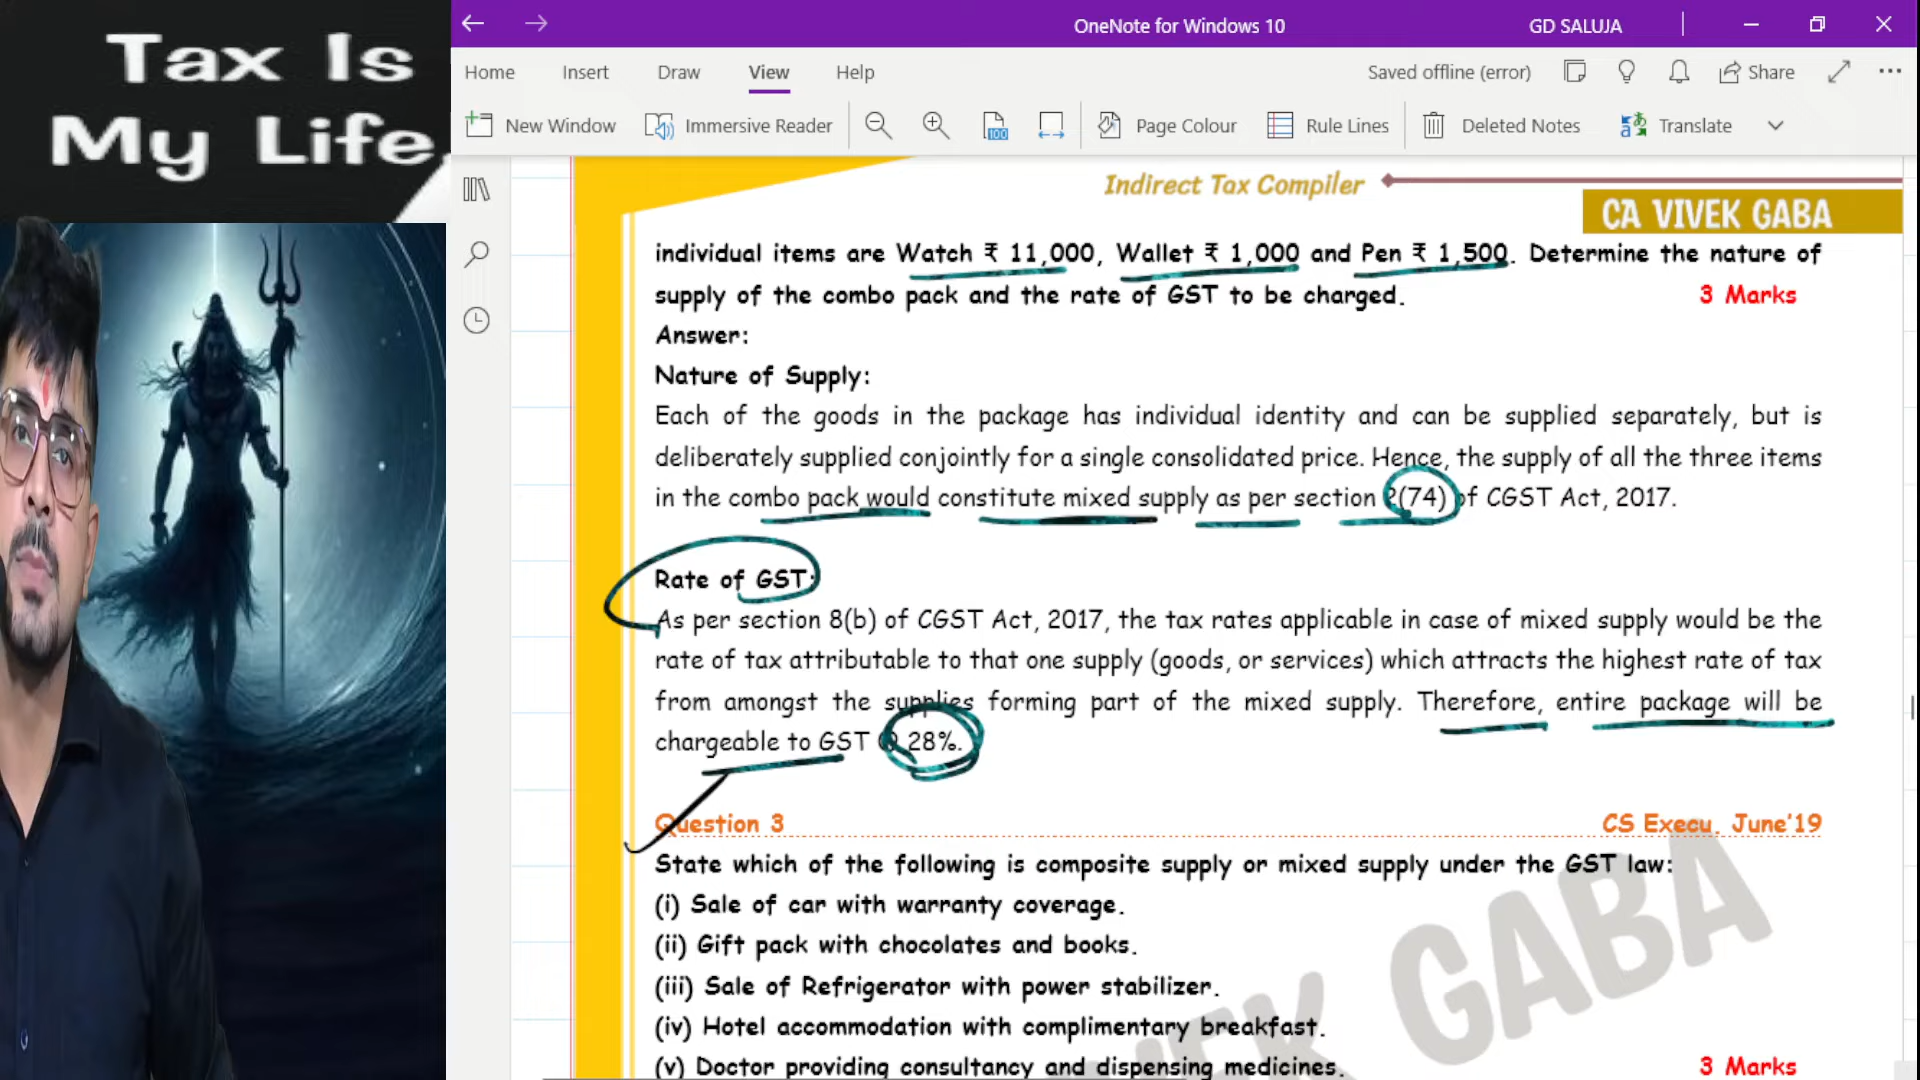 Tax Is
My Life.
OneNote for Windows 10
GD SALUJA
Home Insert Draw View Help
Saved offline (error)
Share
New Window Immersive Reader
100
Page Colour Rule Lines Deleted Notes Translate
Indirect Tax Compiler
CA VIVEK GABA
individual items are Watch ₹ 11,000, Wallet ₹ 1,000 and Pen ₹ 1,500. Determine the nature of
supply of the combo pack and the rate of GST to be charged. 3 Marks
Answer:
Nature of Supply:
Each of the goods in the package has individual identity and can be supplied separately, but is
deliberately supplied conjointly for a single consolidated price. Hence, the supply of all the three items
in the combo pack would constitute mixed supply as per section 2(74) of CGST Act, 2017.
Rate of GST:
As per section 8(b) of CGST Act, 2017, the tax rates applicable in case of mixed supply would be the
rate of tax attributable to that one supply (goods, or services) which attracts the highest rate of tax
from amongst the supplies forming part of the mixed supply. Therefore, entire package will be
chargeable to GST @ 28%.
Question 3 CS Execu. June'19
State which of the following is composite supply or mixed supply under the GST law:
(i) Sale of car with warranty coverage.
(ii) Gift pack with chocolates and books.
(iii) Sale of Refrigerator with power stabilizer.
(iv) Hotel accommodation with complimentary breakfast.
(v) Doctor providing consultancy and dispensing medicines. 3 Marks
GABA